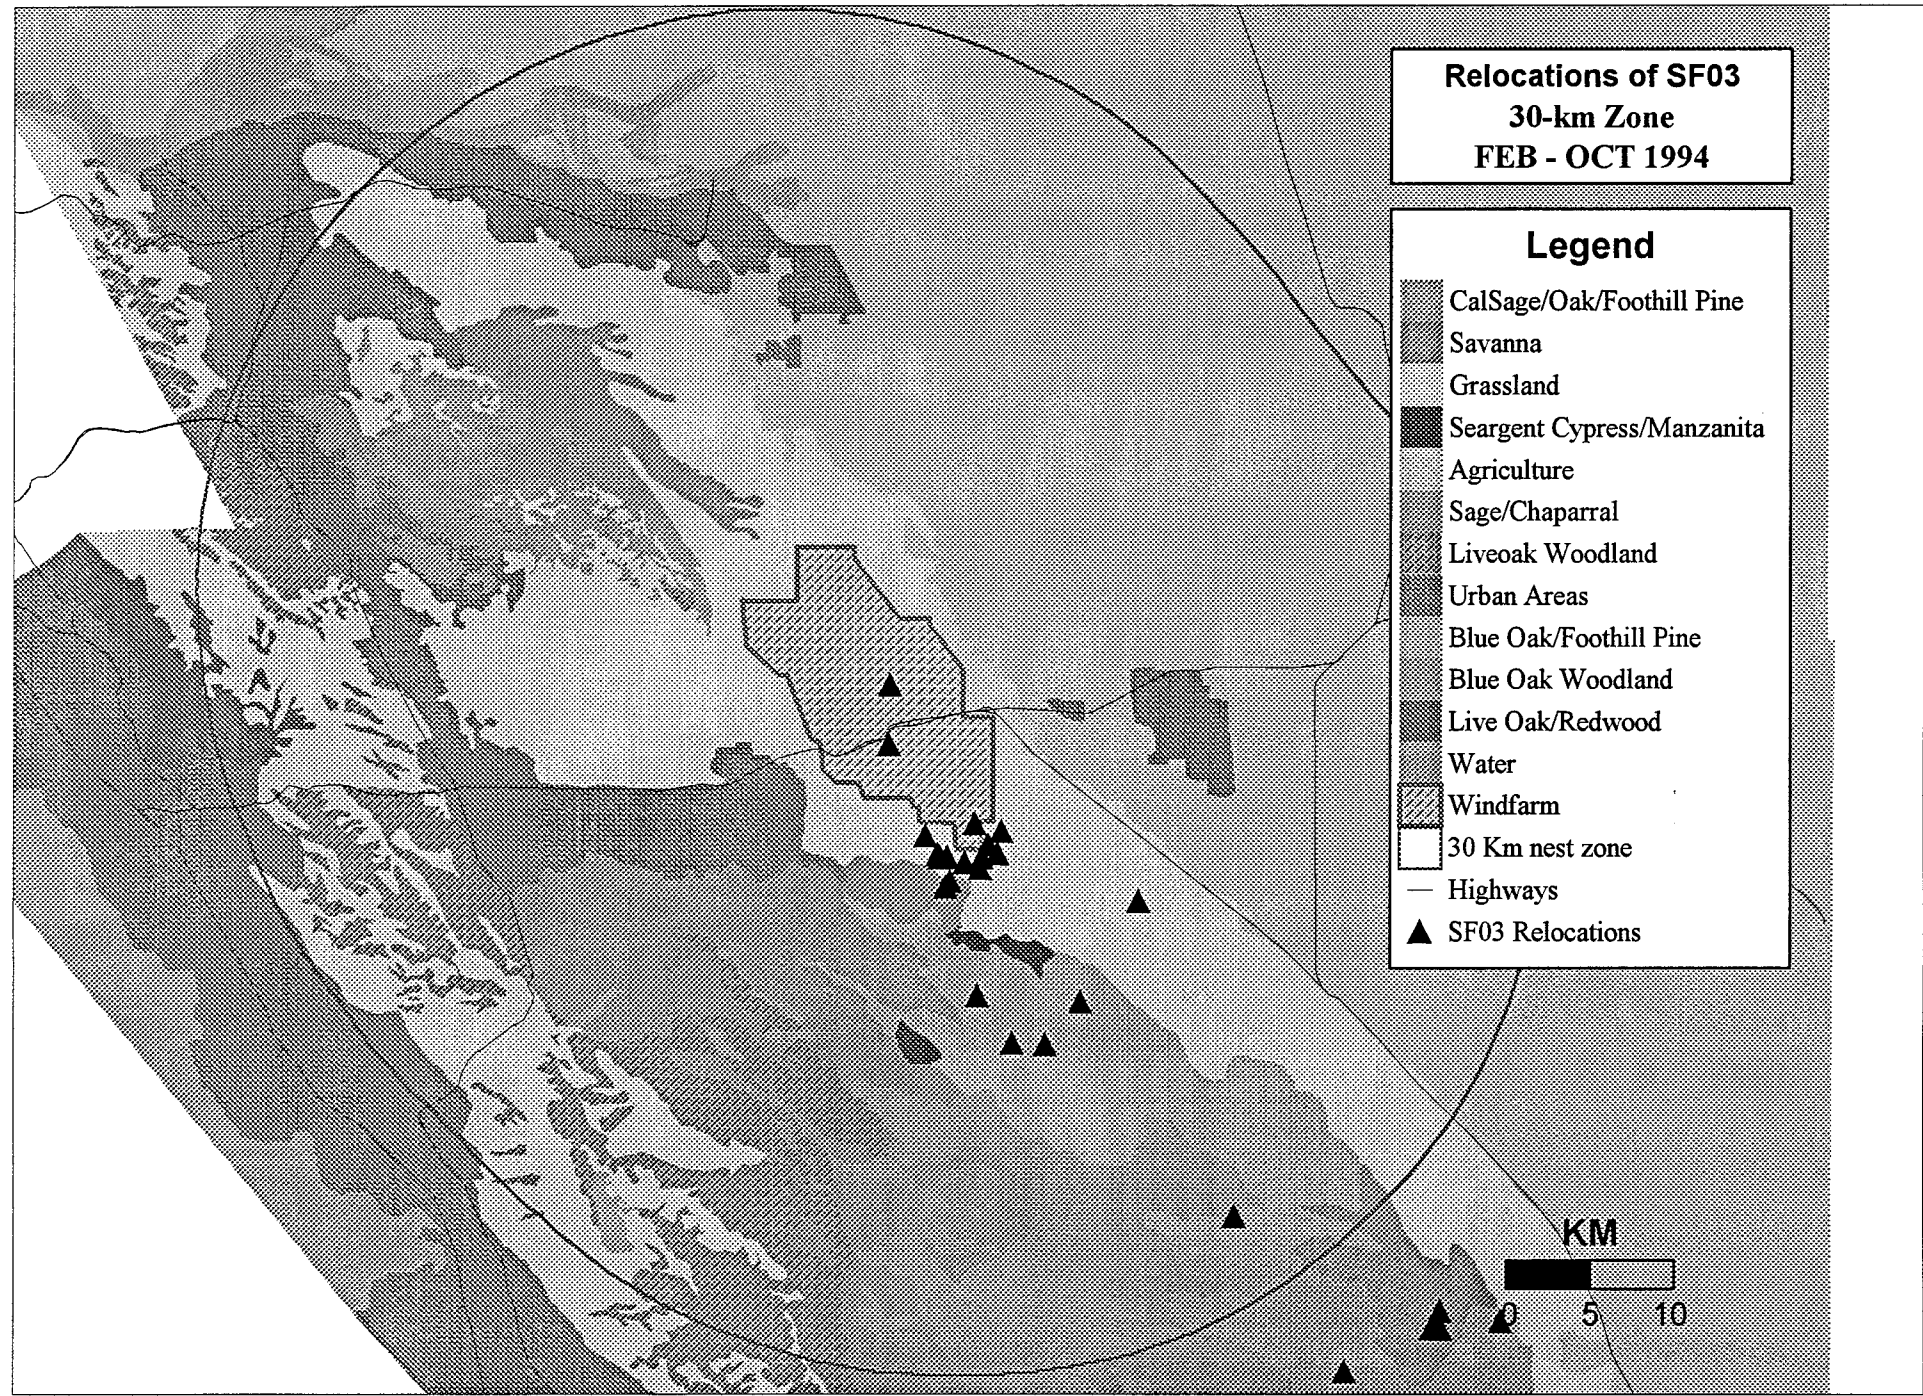 Relocations of SF03
30-km Zone
FEB - OCT 1994
Legend
CalSage/Oak/Foothill Pine
Savanna
Grassland
Seargent Cypress/Manzanita
Agriculture
Sage/Chaparral
Liveoak Woodland
Urban Areas
Blue Oak/Foothill Pine
Blue Oak Woodland
Live Oak/Redwood
Water
Windfarm
30 Km nest zone
Highways
SF03 Relocations
KM
0 5 10